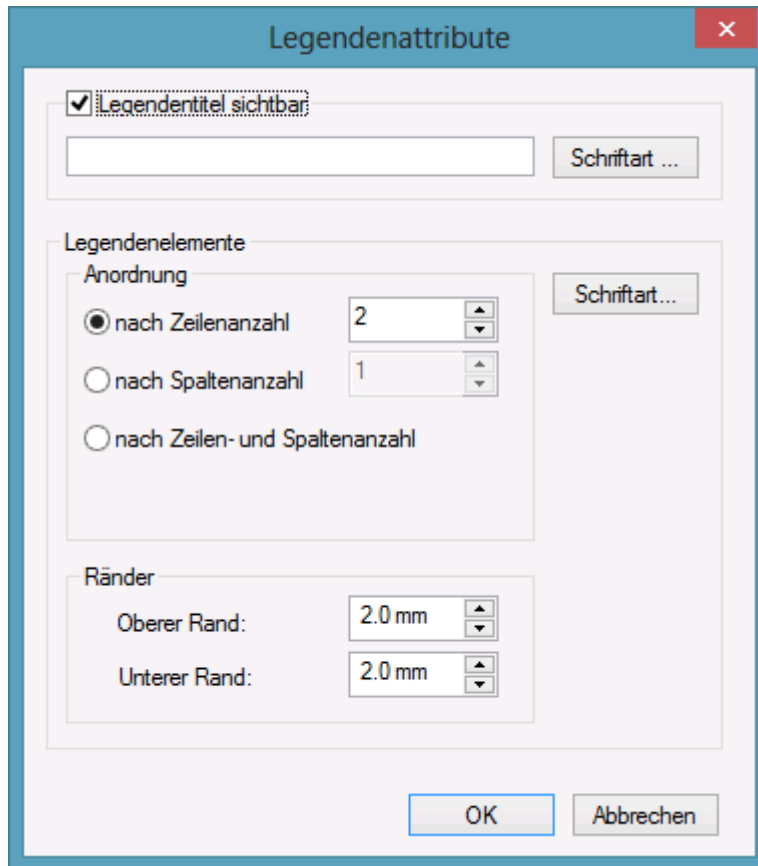 Legendenattribute
Legendentitel sichtbar
Schriftart ...
Legendenelemente
Anordnung
Schriftart...
nach Zeilenanzahl 2
nach Spaltenanzahl 1
nach Zeilen- und Spaltenanzahl
Ränder
Oberer Rand: 2.0 mm
Unterer Rand: 2.0 mm
OK Abbrechen